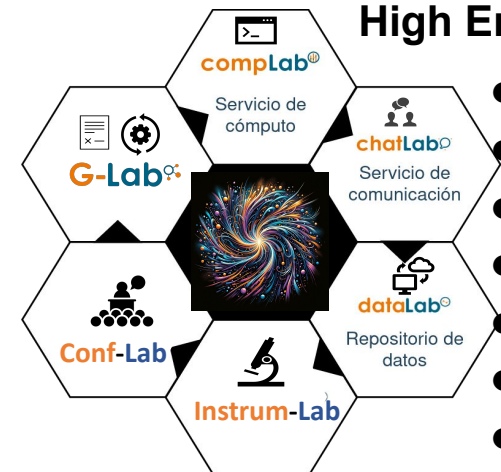 High En
compLab
Servicio de
cómputo
G-Lab
chatLab
Servicio de
comunicación
dataLab
Repositorio de
datos
Conf-Lab
Instrum-Lab